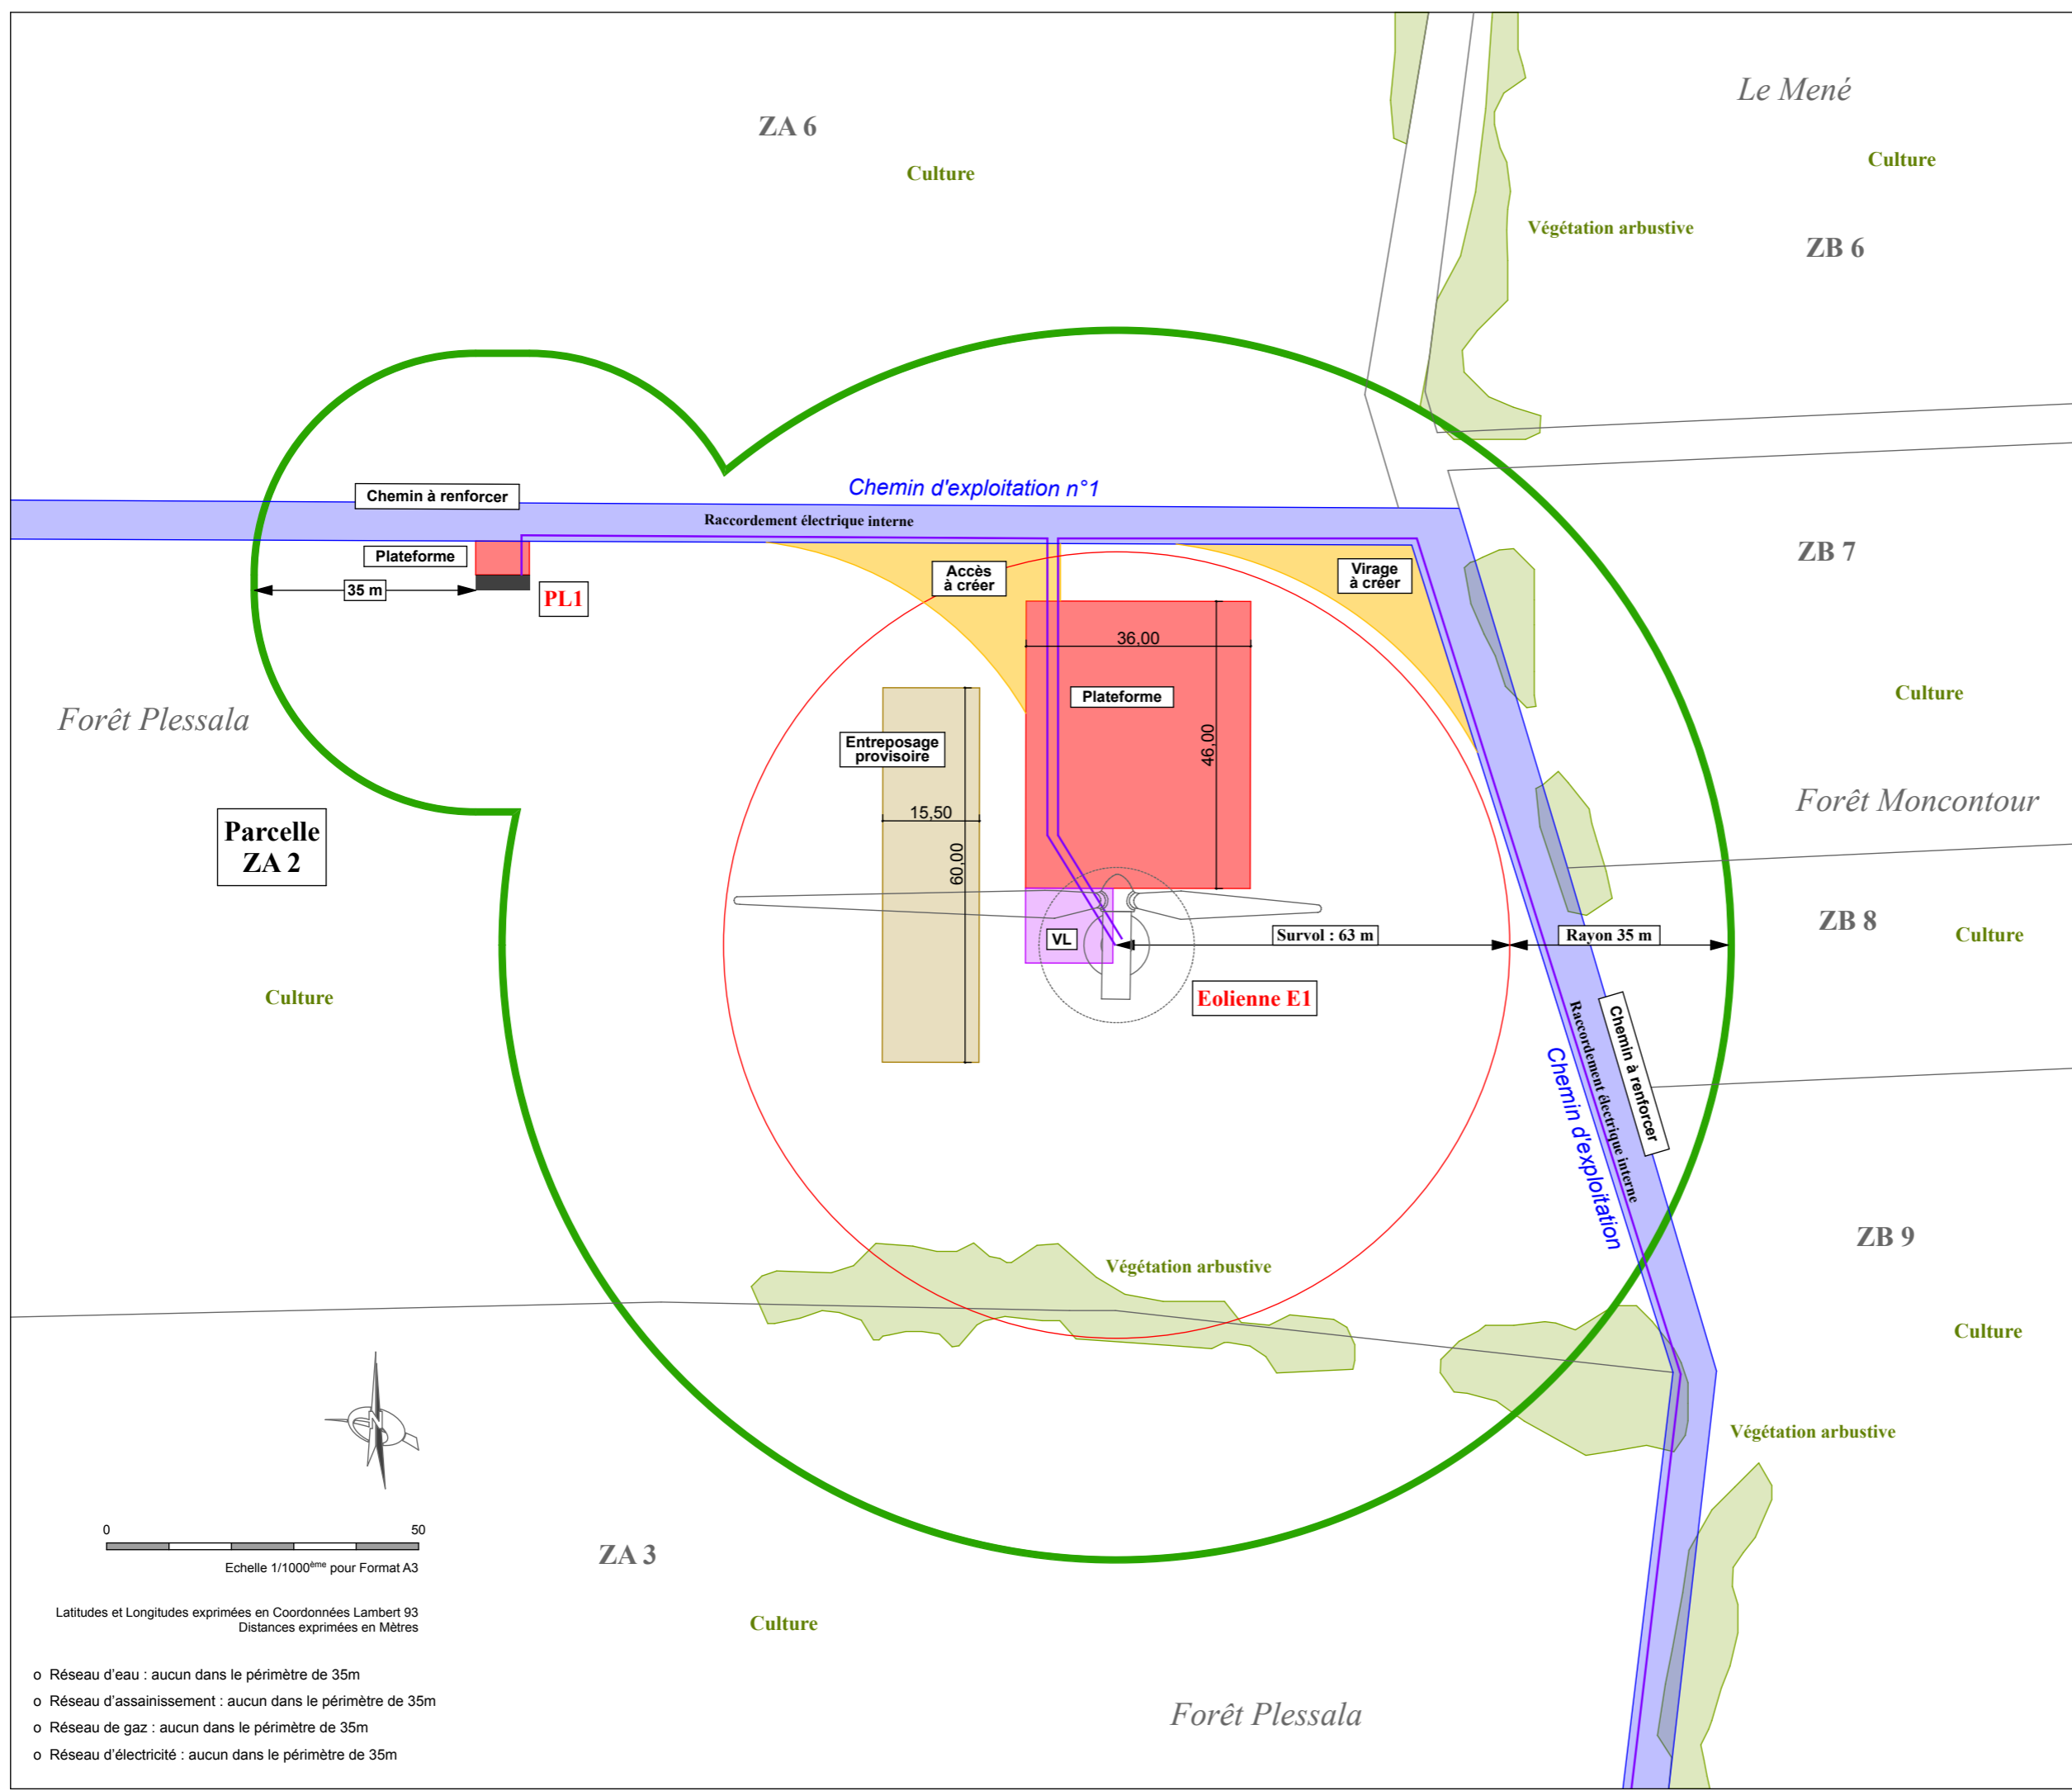 Le Mené
ZA 6
Culture
Culture
Végétation arbustive
ZB 6
Chemin à renforcer
Chemin d'exploitation n°1
Raccordement électrique interne
Plateforme
35 m
PL1
Accès
à créer
Virage
à créer
ZB 7
36,00
Plateforme
46,00
Culture
Forêt Plessala
Entreposage
provisoire
15,50
60,00
Forêt Moncontour
Parcelle
ZA 2
VL
Survol : 63 m
Rayon 35 m
ZB 8
Culture
Eolienne E1
Culture
Chemin à renforcer
Raccordement électrique interne
Chemin d'exploitation
ZB 9
Végétation arbustive
Culture
Végétation arbustive
N
0 50
Echelle 1/1000ème pour Format A3
ZA 3
Latitudes et Longitudes exprimées en Coordonnées Lambert 93
Distances exprimées en Mètres
Culture
o Réseau d'eau : aucun dans le périmètre de 35m
o Réseau d'assainissement : aucun dans le périmètre de 35m
o Réseau de gaz : aucun dans le périmètre de 35m
o Réseau d'électricité : aucun dans le périmètre de 35m
Forêt Plessala